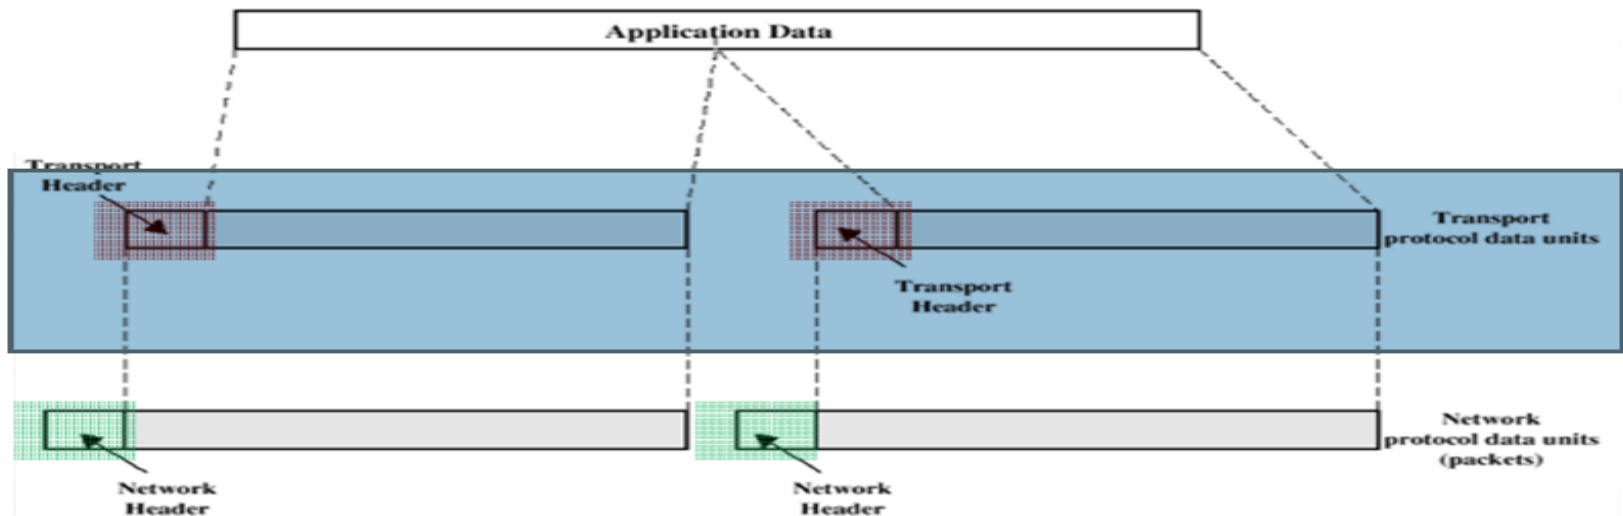 Application Data
Transport
Header
Transport
protocol data units
Transport
Header
Network
protocol data units
(packets)
Network
Header
Network
Header